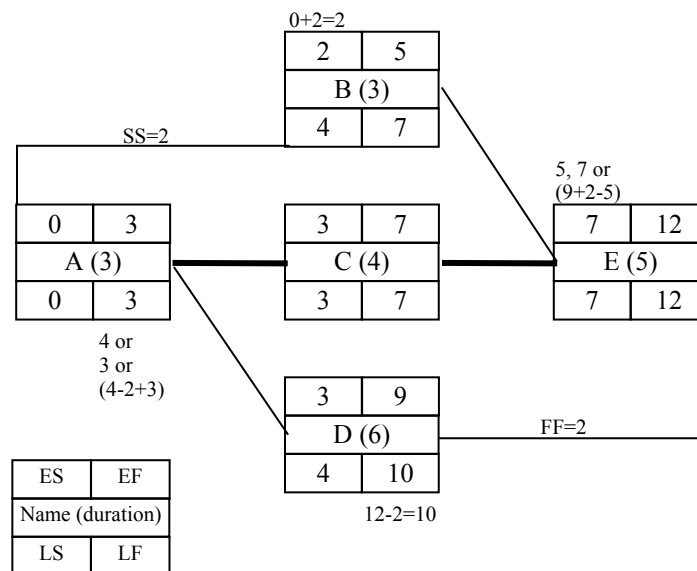 0+2=2
2 5
B (3)
4 7
SS=2
5, 7 or
(9+2-5)
0 3
A (3)
0 3
3 7
C (4)
3 7
7 12
E (5)
7 12
4 or
3 or
(4-2+3)
3 9
D (6)
4 10
FF=2
12-2=10
ES EF
Name (duration)
LS LF